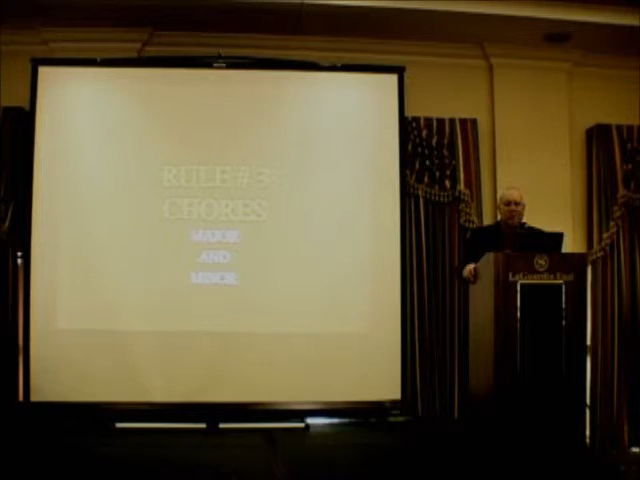 RULE # 3
CHORES
MAJOR
AND
MINOR
LaGuardia East